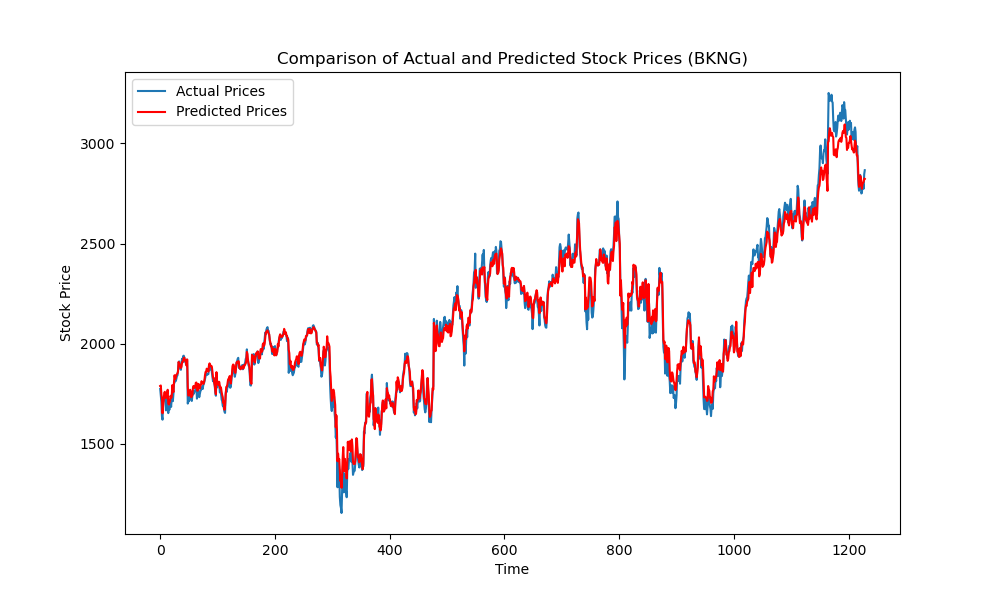 Comparison of Actual and Predicted Stock Prices (BKNG)
Actual Prices
Predicted Prices
3000
2500
2000
1500
Stock Price
0 200 400 600 800 1000 1200
Time